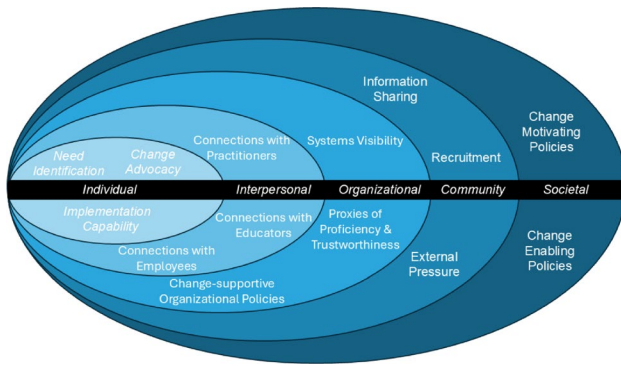 Information
Sharing
Change
Motivating
Policies
Connections with
Practitioners
Systems Visibility
Need
Identification
Change
Advocacy
Recruitment
Individual
Interpersonal
Organizational
Community
Societal
Implementation
Capability
Connections with
Educators
Proxies of
Proficiency &
Trustworthiness
Connections with
Employees
External
Pressure
Change
Enabling
Policies
Change-supportive
Organizational Policies